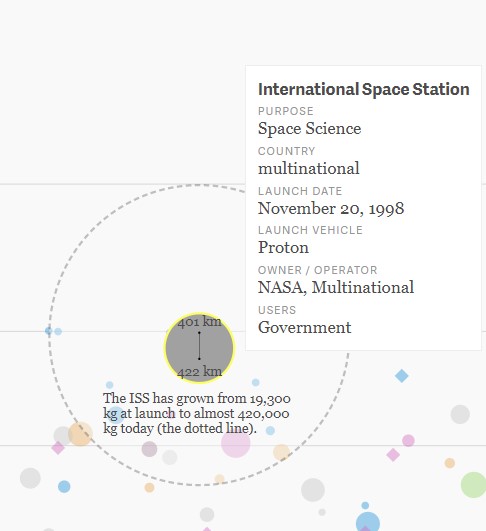 International Space Station
PURPOSE
Space Science
COUNTRY
multinational
LAUNCH DATE
November 20, 1998
LAUNCH VEHICLE
Proton
OWNER / OPERATOR
NASA, Multinational
USERS
Government
401 km
422 km
The ISS has grown from 19,300
kg at launch to almost 420,000
kg today (the dotted line).